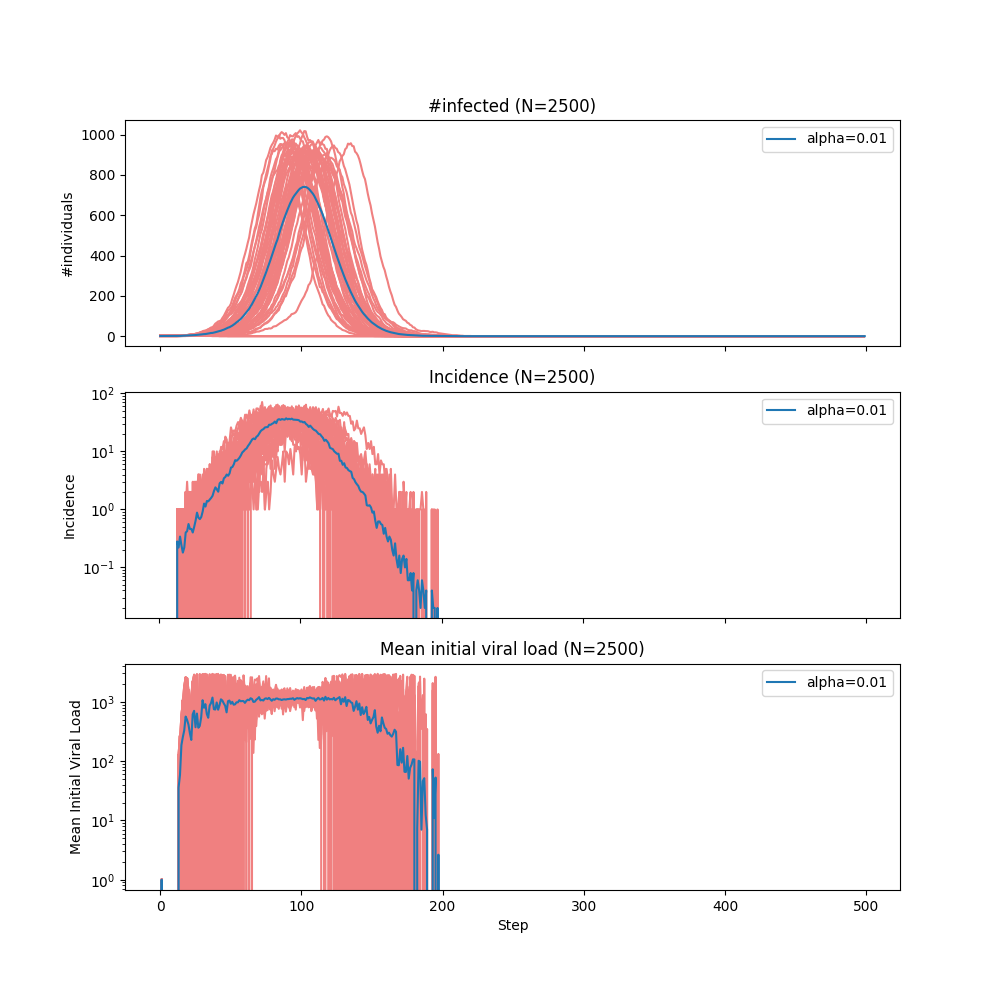 #infected (N=2500)
alpha=0.01
1000
800
600
400
200
0
#individuals
Incidence (N=2500)
alpha=0.01
10²
10¹
10⁰
10⁻¹
Incidence
Mean initial viral load (N=2500)
alpha=0.01
10³
10²
10¹
10⁰
Mean Initial Viral Load
0 100 200 300 400 500
Step